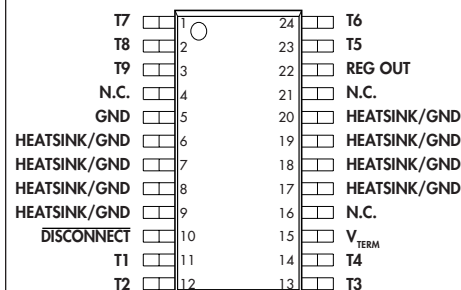 T7 1 24 T6
T8 2 23 T5
T9 3 22 REG OUT
N.C. 4 21 N.C.
GND 5 20 HEATSINK/GND
HEATSINK/GND 6 19 HEATSINK/GND
HEATSINK/GND 7 18 HEATSINK/GND
HEATSINK/GND 8 17 HEATSINK/GND
HEATSINK/GND 9 16 N.C.
DISCONNECT 10 15 VTERM
T1 11 14 T4
T2 12 13 T3